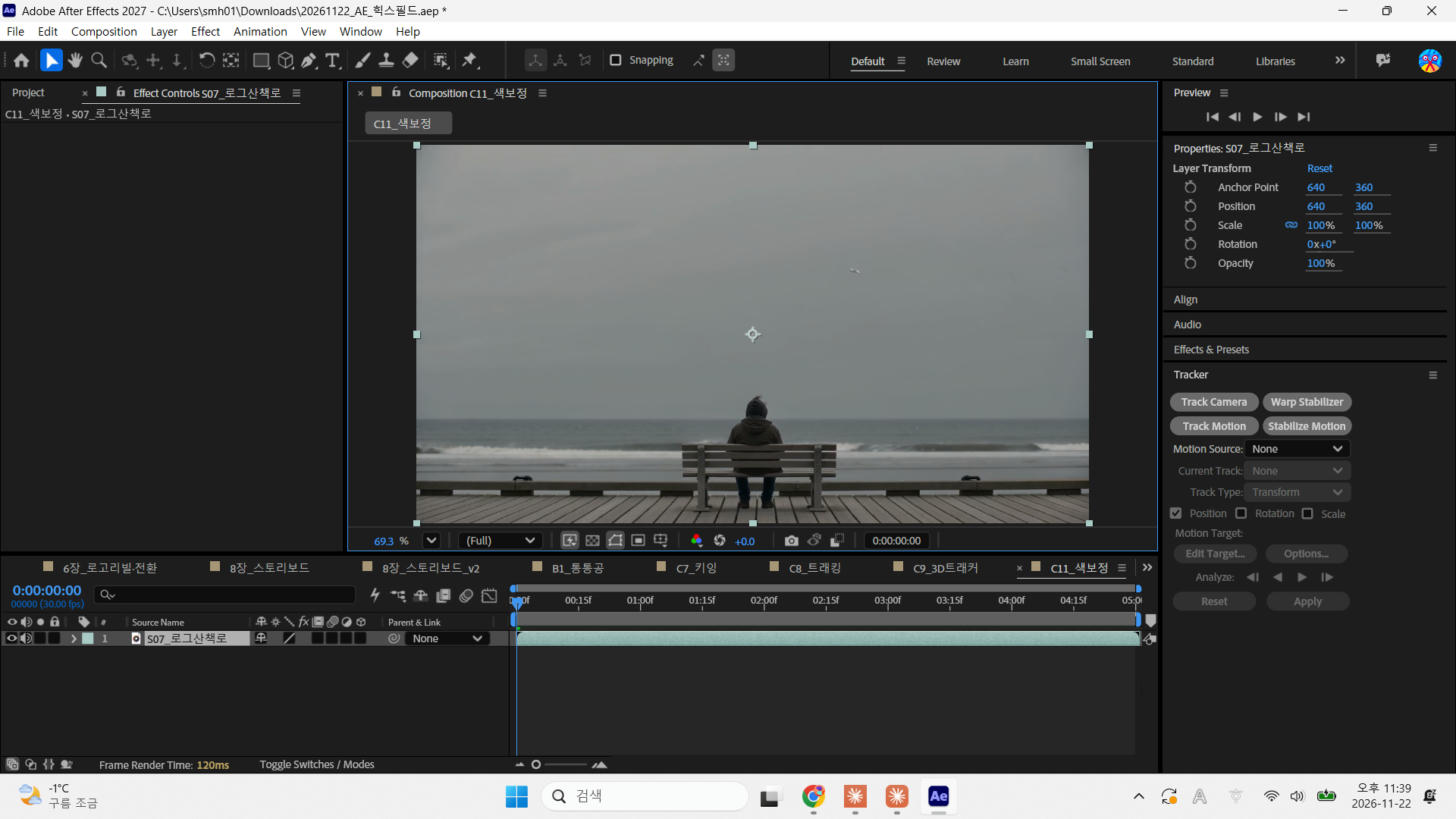 Adobe After Effects 2027 - C:\Users\smh01\Downloads\20261122_AE_힉스필드.aep *
File Edit Composition Layer Effect Animation View Window Help
Snapping
Default Review Learn Small Screen Standard Libraries
Project
Effect Controls S07_로그산책로
C11_색보정 • S07_로그산책로
Composition C11_색보정
C11_색보정
69.3 %
(Full)
+0.0
0:00:00:00
Preview
Properties: S07_로그산책로
Layer Transform Reset
Anchor Point 640 360
Position 640 360
Scale 100% 100%
Rotation 0x+0°
Opacity 100%
Align
Audio
Effects & Presets
Tracker
Track Camera Warp Stabilizer
Track Motion Stabilize Motion
Motion Source: None
Current Track: None
Track Type: Transform
Position Rotation Scale
Motion Target:
Edit Target... Options...
Analyze:
Reset Apply
6장_로고리빌.전환 8장_스토리보드 8장_스토리보드_v2 B1_통통공 C7_키잉 C8_트래킹 C9_3D트래커 C11_색보정
0:00:00:00
00000 (30.00 fps)
00:15f 01:00f 01:15f 02:00f 02:15f 03:00f 03:15f 04:00f 04:15f
# Source Name fx Parent & Link
1 S07_로그산책로 None
Frame Render Time: 120ms Toggle Switches / Modes
-1°C
구름 조금
검색
Ae
오후 11:39
2026-11-22